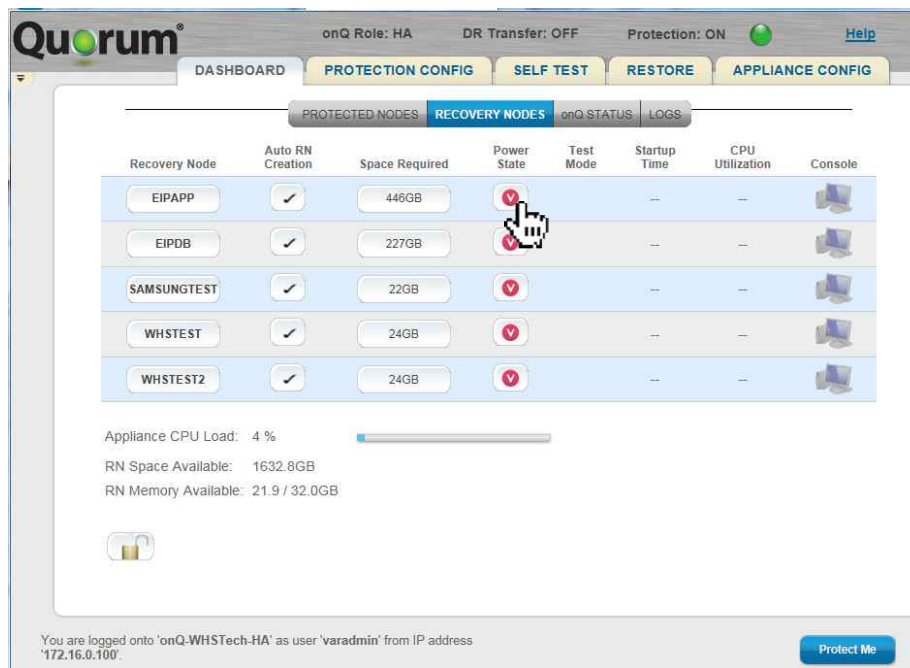 Quorum®
onQ Role: HA DR Transfer: OFF Protection: ON Help
DASHBOARD PROTECTION CONFIG SELF TEST RESTORE APPLIANCE CONFIG
PROTECTED NODES RECOVERY NODES onQ STATUS LOGS
Recovery Node Auto RN Creation Space Required Power State Test Mode Startup Time CPU Utilization Console
EIPAPP ✓ 446GB V -- --
EIPDB ✓ 227GB V -- --
SAMSUNGTEST ✓ 22GB V -- --
WHSTEST ✓ 24GB V -- --
WHSTEST2 ✓ 24GB V -- --
Appliance CPU Load: 4 %
RN Space Available: 1632.8GB
RN Memory Available: 21.9 / 32.0GB
You are logged onto 'onQ-WHSTech-HA' as user 'varadmin' from IP address
'172.16.0.100'.
Protect Me